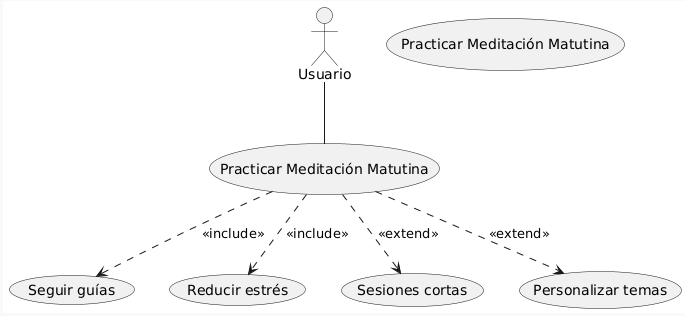 Practicar Meditación Matutina
Usuario
Practicar Meditación Matutina
«include»
«include»
«extend»
«extend»
Seguir guías
Reducir estrés
Sesiones cortas
Personalizar temas